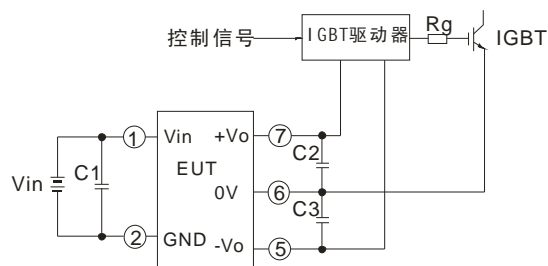 控制信号
IGBT驱动器
Rg
IGBT
① Vin +Vo ⑦
C1 EUT C2
Vin 0V ⑥
C3
② GND -Vo ⑤